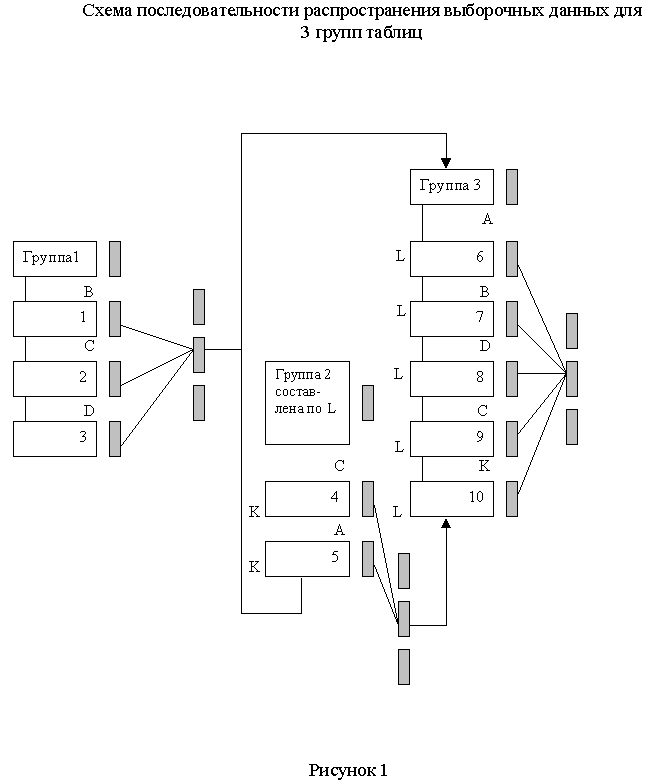 Схема последовательности распространения выборочных данных для
3 групп таблиц
Группа1
B
1
C
2
D
3
Группа 2
состав-
лена по L
C
K 4
A
K 5
Группа 3
A
L 6
B
L 7
D
L 8
C
L 9
K
L 10
Рисунок 1